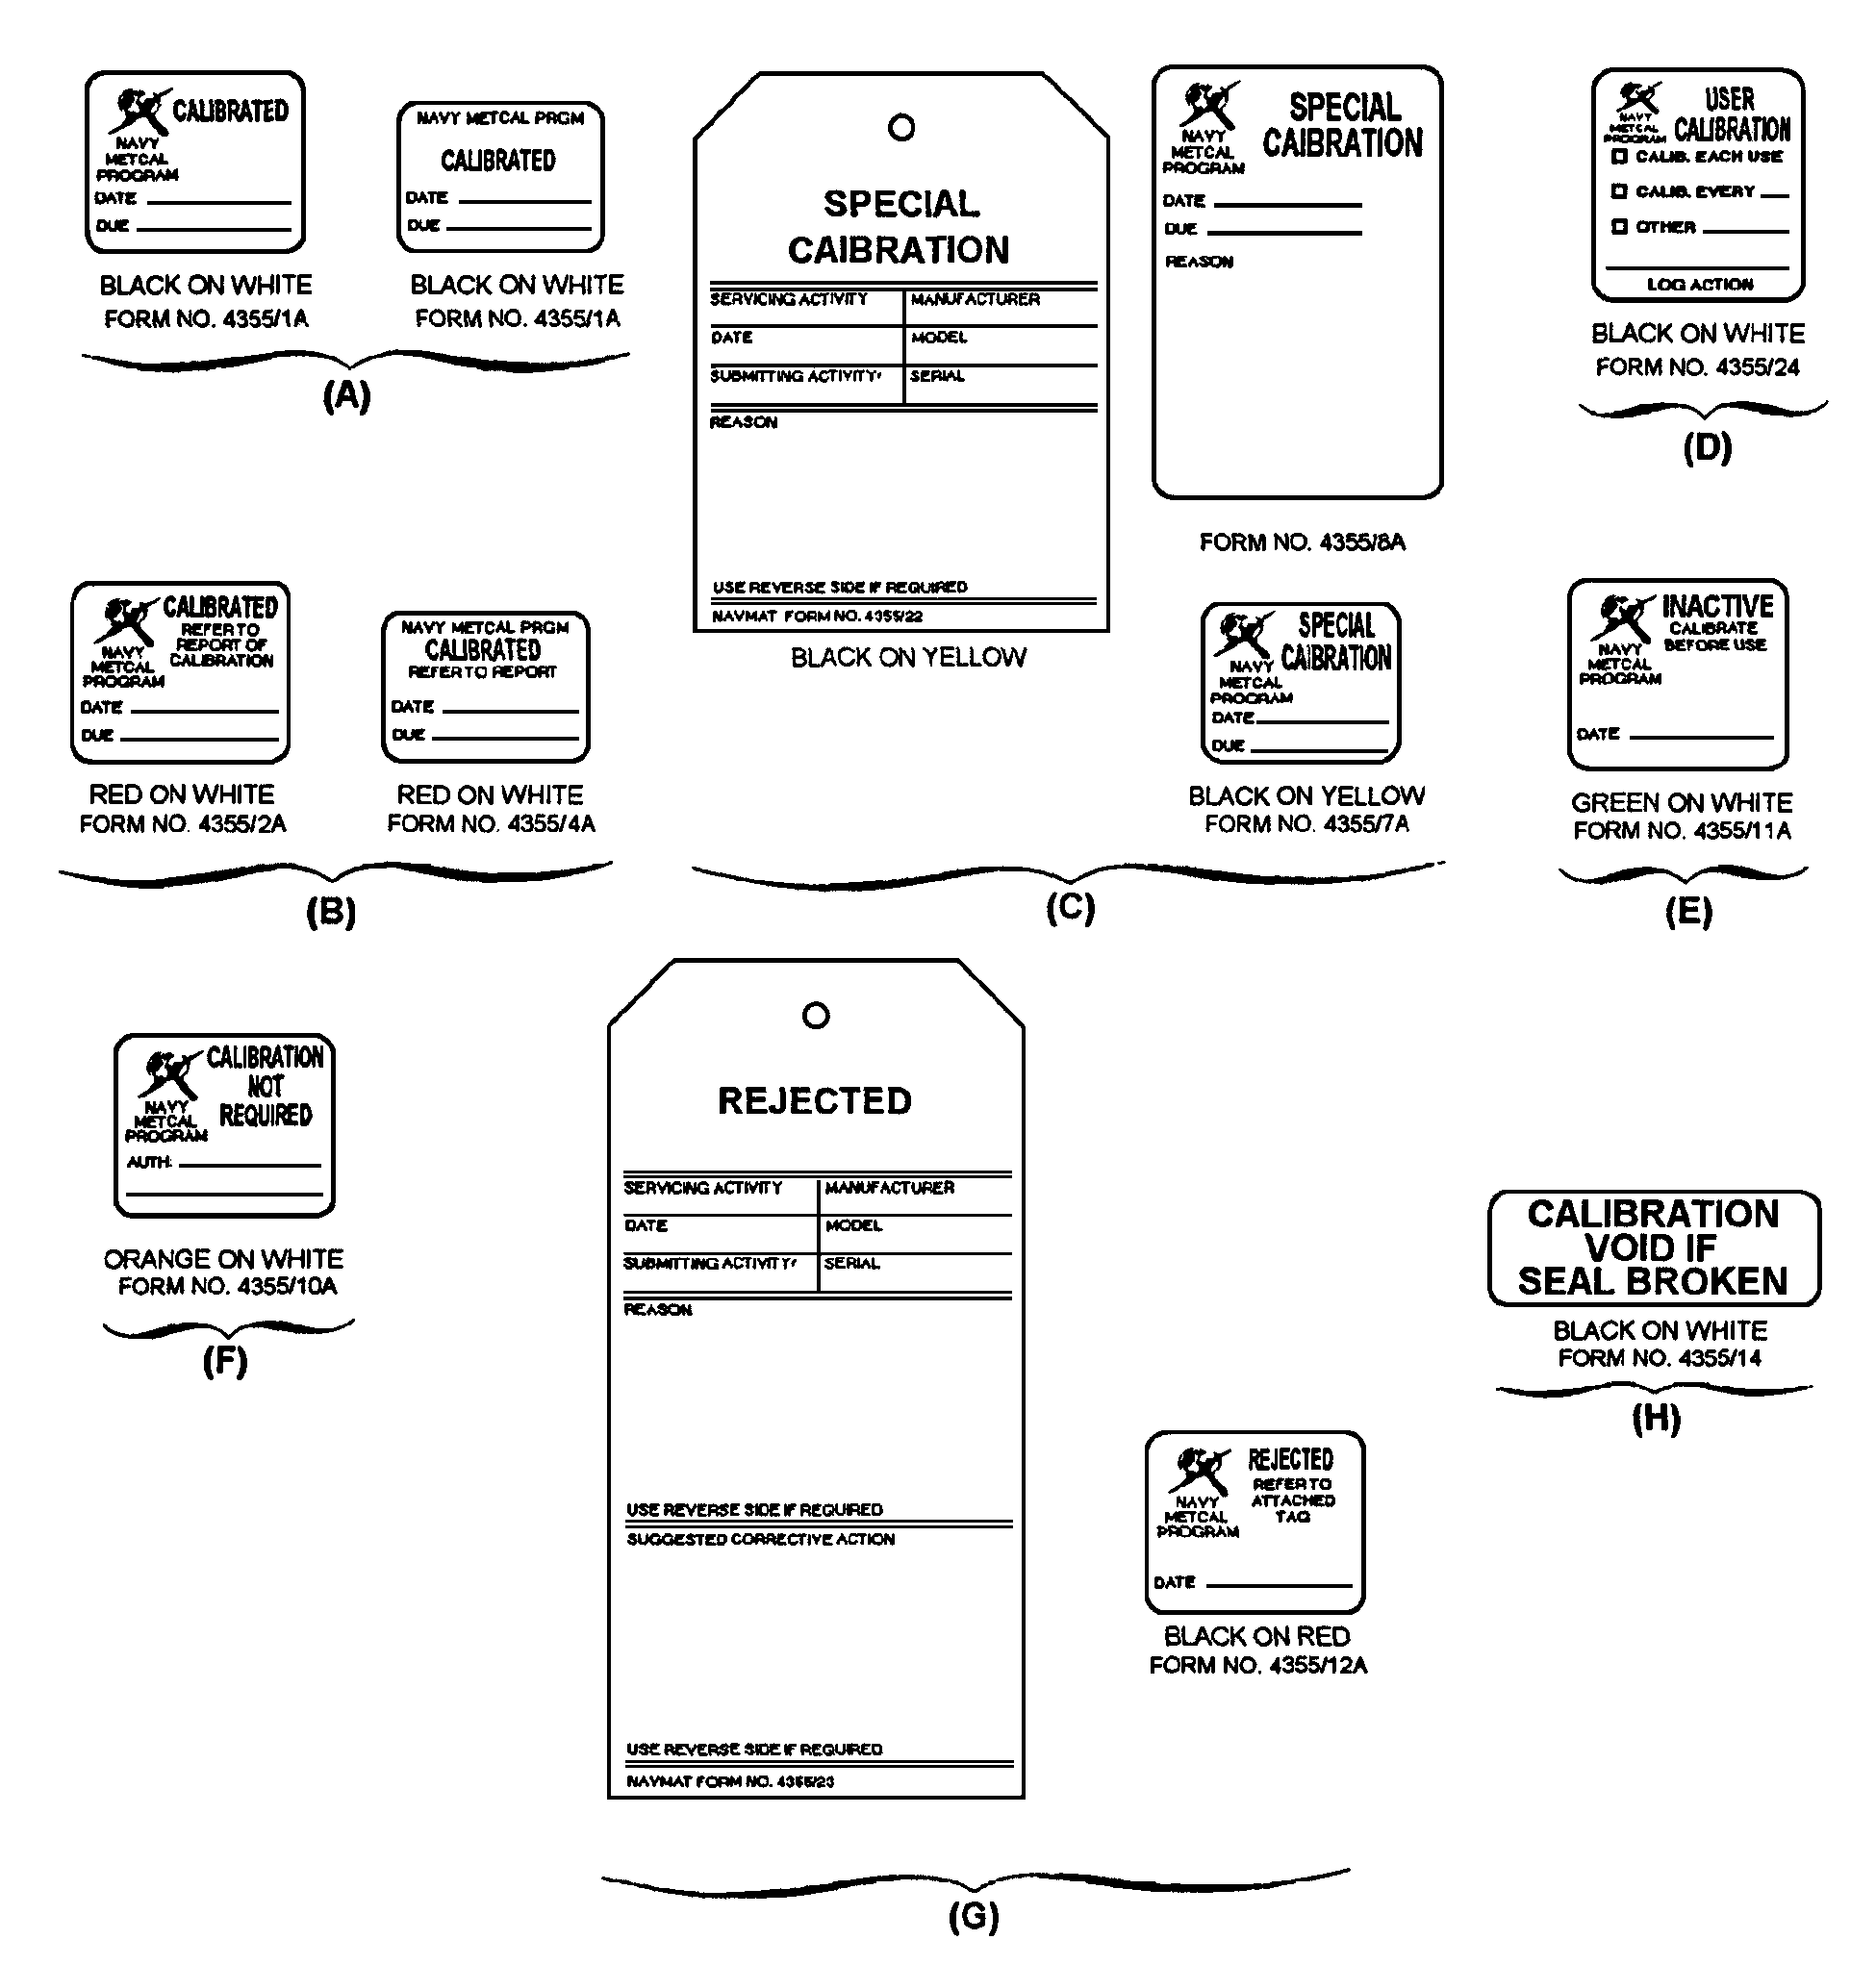 CALIBRATED
NAVY
METCAL
PROGRAM
DATE
DUE
BLACK ON WHITE
FORM NO. 4355/1A
NAVY METCAL PRGM
CALIBRATED
DATE
DUE
BLACK ON WHITE
FORM NO. 4355/1A
(A)
CALIBRATED
REFER TO
REPORT OF
CALIBRATION
NAVY
METCAL
PROGRAM
DATE
DUE
RED ON WHITE
FORM NO. 4355/2A
NAVY METCAL PRGM
CALIBRATED
REFER TO REPORT
DATE
DUE
RED ON WHITE
FORM NO. 4355/4A
(B)
SPECIAL
CAIBRATION
SERVICING ACTIVITY MANUFACTURER
DATE MODEL
SUBMITTING ACTIVITY' SERIAL
REASON
USE REVERSE SIDE IF REQUIRED
NAVMAT FORM NO. 4355/22
BLACK ON YELLOW
SPECIAL
CAIBRATION
NAVY
METCAL
PROGRAM
DATE
DUE
REASON
FORM NO. 4355/8A
SPECIAL
CAIBRATION
NAVY
METCAL
PROGRAM
DATE
DUE
BLACK ON YELLOW
FORM NO. 4355/7A
(C)
USER
CALIBRATION
NAVY
METCAL
PROGRAM
CALIB. EACH USE
CALIB. EVERY
OTHER
LOG ACTION
BLACK ON WHITE
FORM NO. 4355/24
(D)
INACTIVE
CALIBRATE
BEFORE USE
NAVY
METCAL
PROGRAM
DATE
GREEN ON WHITE
FORM NO. 4355/11A
(E)
CALIBRATION
NOT
REQUIRED
NAVY
METCAL
PROGRAM
AUTH:
ORANGE ON WHITE
FORM NO. 4355/10A
(F)
REJECTED
SERVICING ACTIVITY MANUFACTURER
DATE MODEL
SUBMITTING ACTIVITY' SERIAL
REASON
USE REVERSE SIDE IF REQUIRED
SUGGESTED CORRECTIVE ACTION
USE REVERSE SIDE IF REQUIRED
NAVMAT FORM NO. 4355/23
REJECTED
REFER TO
ATTACHED
TAG
NAVY
METCAL
PROGRAM
DATE
BLACK ON RED
FORM NO. 4355/12A
(G)
CALIBRATION
VOID IF
SEAL BROKEN
BLACK ON WHITE
FORM NO. 4355/14
(H)